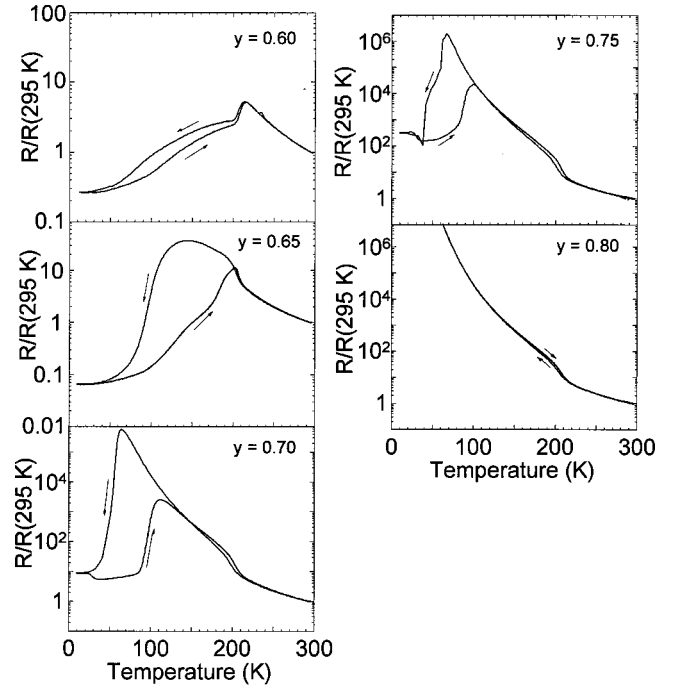 100
y = 0.60
10
R/R(295 K)
1
0.1
y = 0.65
10
R/R(295 K)
1
0.1
0.01
y = 0.70
10⁴
R/R(295 K)
10²
1
0 100 200 300
Temperature (K)
10⁶
y = 0.75
10⁴
R/R(295 K)
10²
1
10⁶
y = 0.80
10⁴
R/R(295 K)
10²
1
0 100 200 300
Temperature (K)